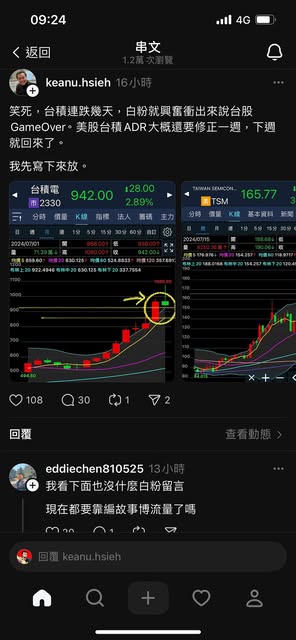 09:24
4G
返回
串文
1.2萬 次瀏覽
keanu.hsieh 16小時
笑死，台積連跌幾天，白粉就興奮衝出來說台股
GameOver。美股台積ADR大概還要修正一週，下週
就回來了。
我先寫下來放。
台積電
市 2330
942.00
28.00
2.89%
分時 價量 K線 指標 法人 籌碼 主力
2024/07/01
TAIWAN SEMICON...
美 TSM
165.77
分時 價量 K線 基本資料 新聞
2024/07/15
108
30
1
2
回覆
查看動態
eddiechen810525 13小時
我看下面也沒什麼白粉留言
現在都要靠編故事博流量了嗎
回覆 keanu.hsieh